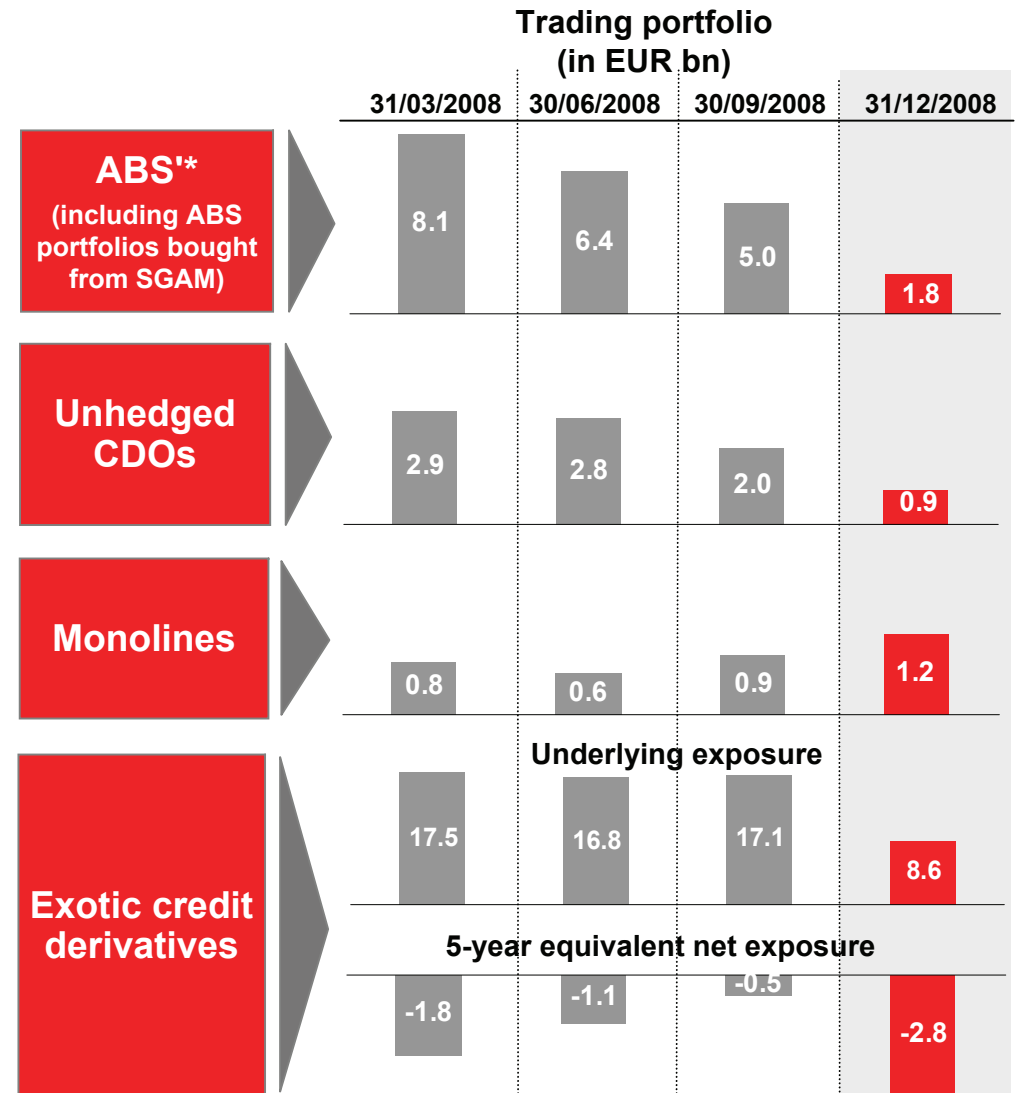 Trading portfolio
(in EUR bn)
31/03/2008 30/06/2008 30/09/2008 31/12/2008
ABS'*
(including ABS
portfolios bought
from SGAM)
8.1 6.4 5.0 1.8
Unhedged
CDOs
2.9 2.8 2.0 0.9
Monolines
0.8 0.6 0.9 1.2
Exotic credit
derivatives
Underlying exposure
17.5 16.8 17.1 8.6
5-year equivalent net exposure
-1.8 -1.1 -0.5 -2.8